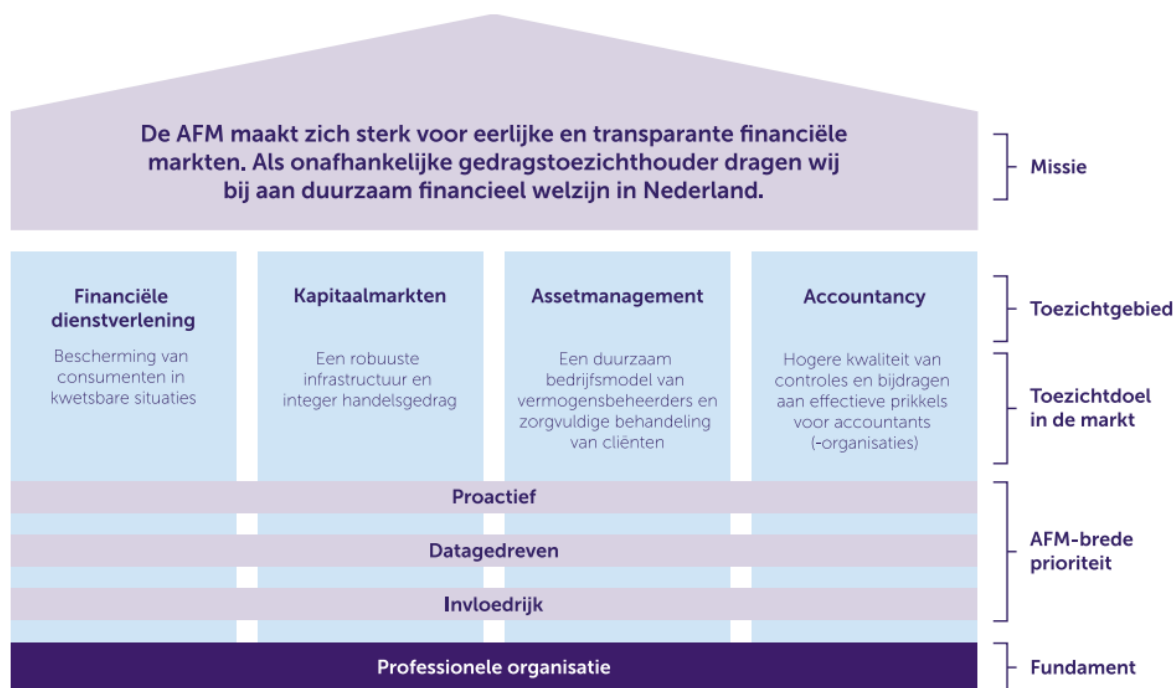 De AFM maakt zich sterk voor eerlijke en transparante financiële
markten. Als onafhankelijke gedragstoezichthouder dragen wij
bij aan duurzaam financieel welzijn in Nederland.
Missie
Financiële
dienstverlening
Bescherming van
consumenten in
kwetsbare situaties
Kapitaalmarkten
Een robuuste
infrastructuur en
integer handelsgedrag
Assetmanagement
Een duurzaam
bedrijfsmodel van
vermogensbeheerders en
zorgvuldige behandeling
van cliënten
Accountancy
Hogere kwaliteit van
controles en bijdragen
aan effectieve prikkels
voor accountants
(-organisaties)
Toezichtgebied
Toezichtdoel
in de markt
Proactief
Datagedreven
Invloedrijk
AFM-brede
prioriteit
Professionele organisatie
Fundament